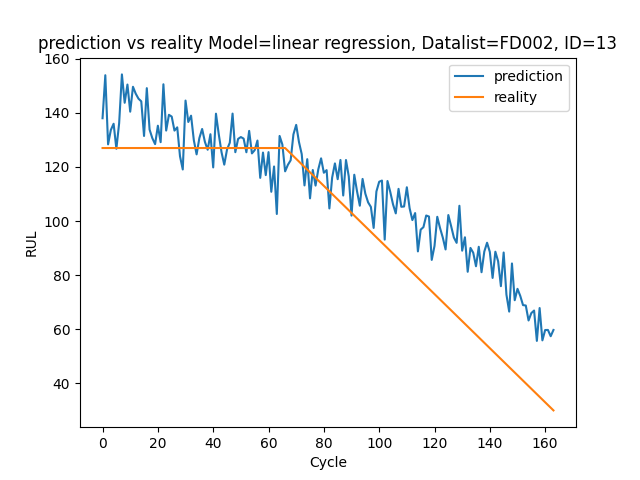 prediction vs reality Model=linear regression, Datalist=FD002, ID=13
prediction
reality
RUL
160
140
120
100
80
60
40
0 20 40 60 80 100 120 140 160
Cycle